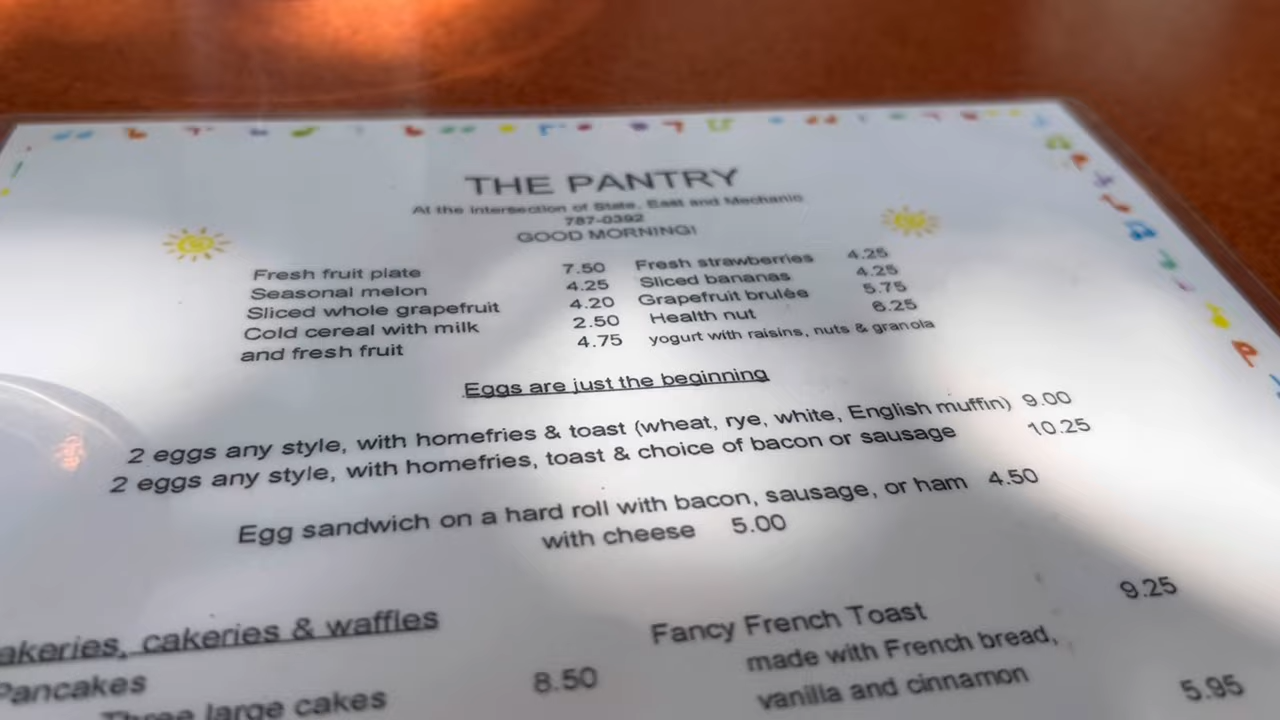 THE PANTRY
At the intersection of State, East and Mechanic
787-0392
GOOD MORNING!
Fresh fruit plate 7.50
Seasonal melon 4.25
Sliced whole grapefruit 4.20
Cold cereal with milk 2.50
and fresh fruit 4.75
Fresh strawberries 4.25
Sliced bananas 4.25
Grapefruit brulée 5.75
Health nut 6.25
yogurt with raisins, nuts & granola
Eggs are just the beginning
2 eggs any style, with homefries & toast (wheat, rye, white, English muffin) 9.00
2 eggs any style, with homefries, toast & choice of bacon or sausage 10.25
Egg sandwich on a hard roll with bacon, sausage, or ham 4.50
with cheese 5.00
akeries, cakeries & waffles
Pancakes 8.50
Three large cakes
Fancy French Toast 9.25
made with French bread,
vanilla and cinnamon
5.95